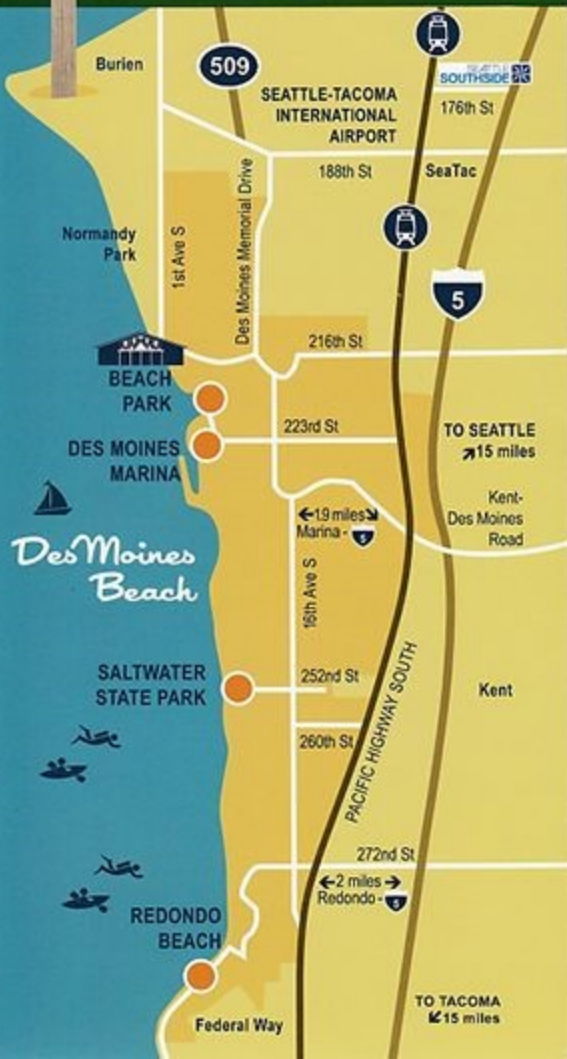 Burien
509
SEATTLE
SOUTHSIDE
SEATTLE-TACOMA
INTERNATIONAL
AIRPORT
176th St
188th St
SeaTac
Des Moines Memorial Drive
1st Ave S
Normandy
Park
5
216th St
BEACH
PARK
223rd St
TO SEATTLE
15 miles
DES MOINES
MARINA
Kent-
Des Moines
Road
1.9 miles
Marina - 5
Des Moines
Beach
16th Ave S
SALTWATER
STATE PARK
252nd St
Kent
260th St
PACIFIC HIGHWAY SOUTH
272nd St
2 miles
Redondo - 5
REDONDO
BEACH
TO TACOMA
15 miles
Federal Way